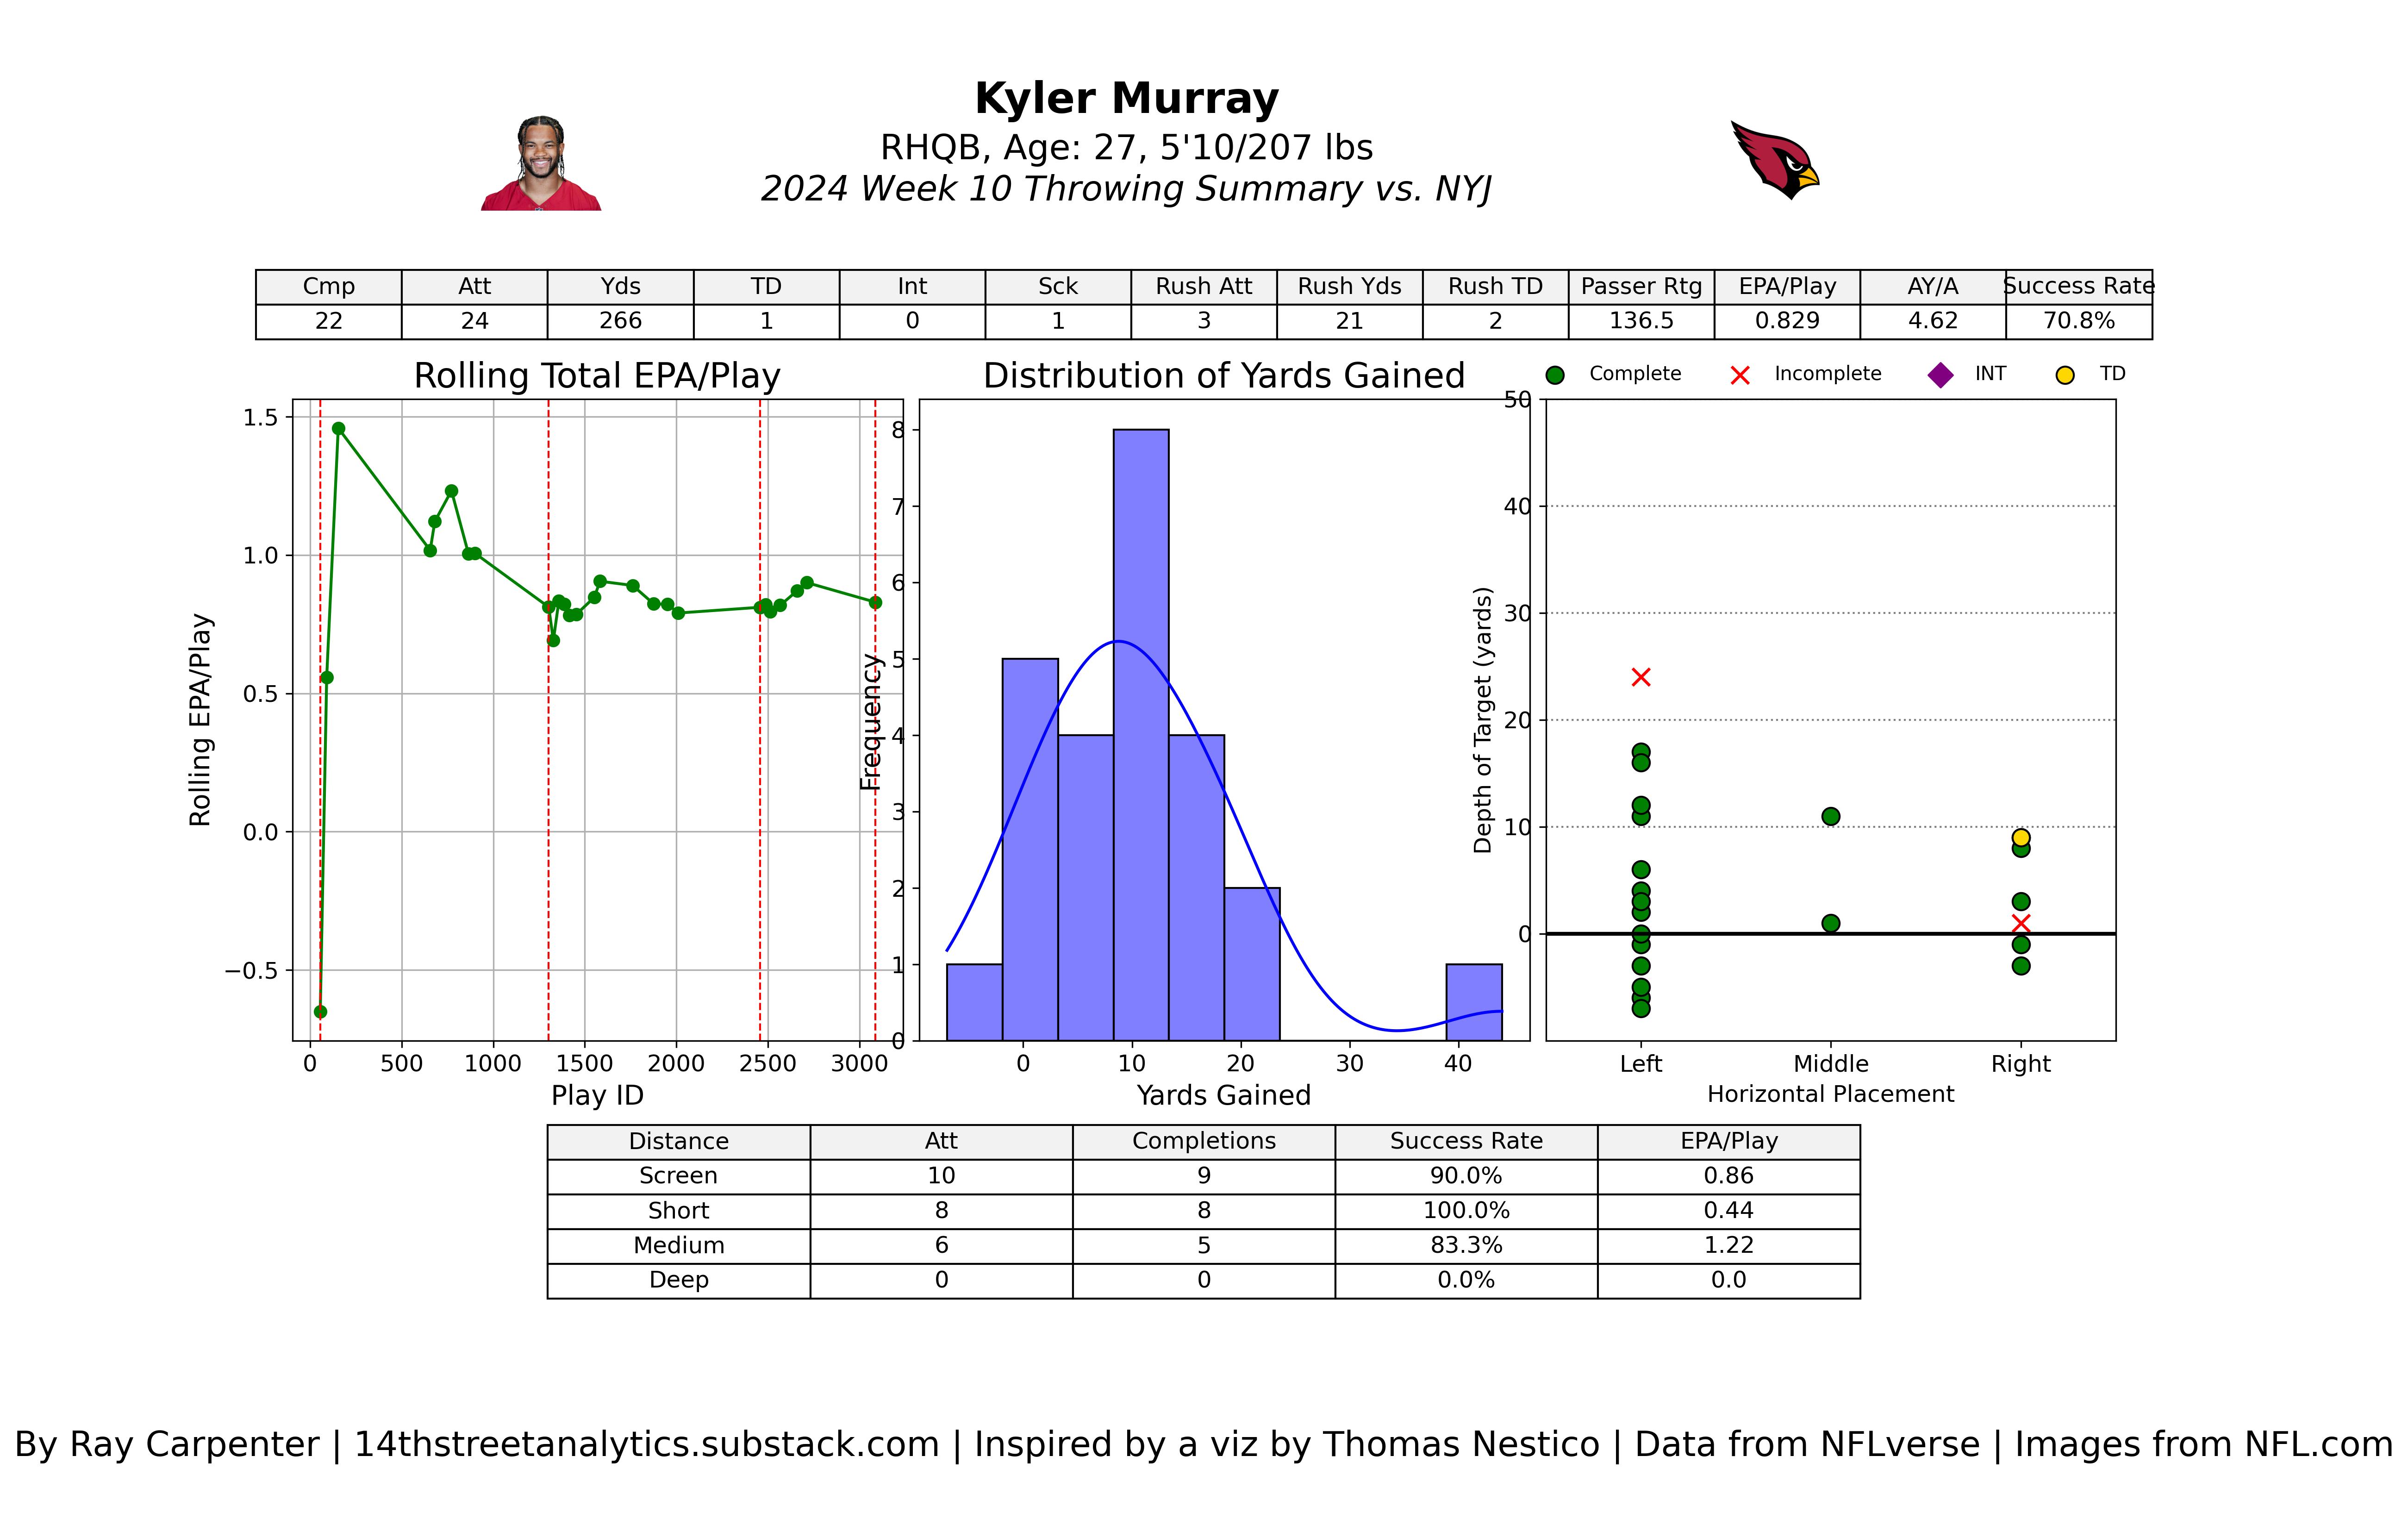 Kyler Murray
RHQB, Age: 27, 5'10/207 lbs
2024 Week 10 Throwing Summary vs. NYJ
Cmp Att Yds TD Int Sck Rush Att Rush Yds Rush TD Passer Rtg EPA/Play AY/A Success Rate
22 24 266 1 0 1 3 21 2 136.5 0.829 4.62 70.8%
Rolling Total EPA/Play
Rolling EPA/Play
1.5
1.0
0.5
0.0
−0.5
0 500 1000 1500 2000 2500 3000
Play ID
Distribution of Yards Gained
Frequency
8
7
6
5
4
3
2
1
0
0 10 20 30 40
Yards Gained
Complete Incomplete INT TD
Depth of Target (yards)
50
40
30
20
10
0
Left Middle Right
Horizontal Placement
Distance Att Completions Success Rate EPA/Play
Screen 10 9 90.0% 0.86
Short 8 8 100.0% 0.44
Medium 6 5 83.3% 1.22
Deep 0 0 0.0% 0.0
By Ray Carpenter | 14thstreetanalytics.substack.com | Inspired by a viz by Thomas Nestico | Data from NFLverse | Images from NFL.com